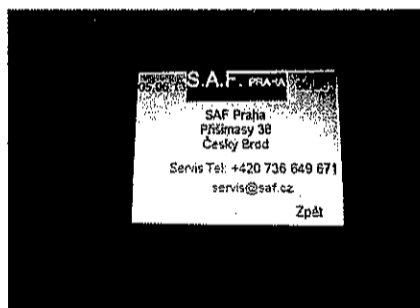 S.A.F. PRAHA
SAF Praha
Přišimasy 38
Český Brod
Servis Tel: +420 736 649 671
servis@saf.cz
Zpět